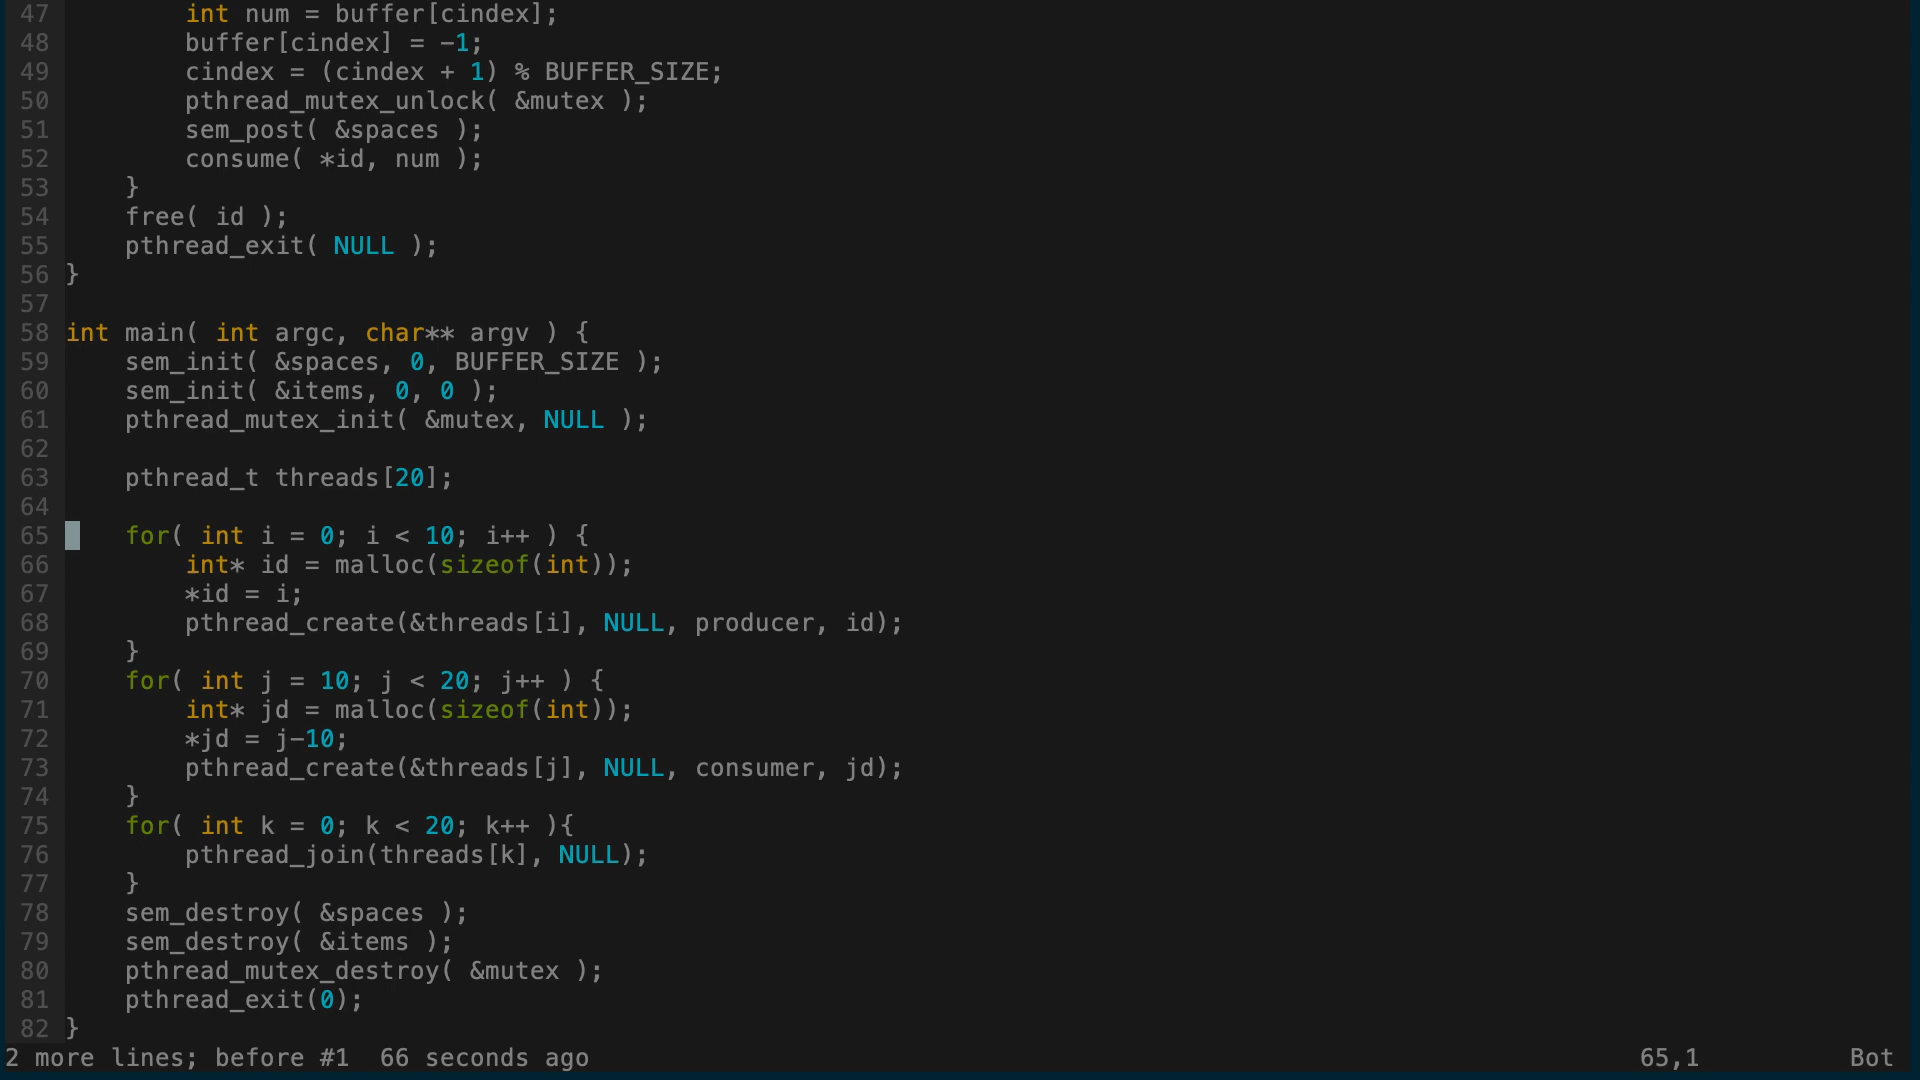 47         int num = buffer[cindex];
48         buffer[cindex] = -1;
49         cindex = (cindex + 1) % BUFFER_SIZE;
50         pthread_mutex_unlock( &mutex );
51         sem_post( &spaces );
52         consume( *id, num );
53     }
54     free( id );
55     pthread_exit( NULL );
56 }
57
58 int main( int argc, char** argv ) {
59     sem_init( &spaces, 0, BUFFER_SIZE );
60     sem_init( &items, 0, 0 );
61     pthread_mutex_init( &mutex, NULL );
62
63     pthread_t threads[20];
64
65     for( int i = 0; i < 10; i++ ) {
66         int* id = malloc(sizeof(int));
67         *id = i;
68         pthread_create(&threads[i], NULL, producer, id);
69     }
70     for( int j = 10; j < 20; j++ ) {
71         int* jd = malloc(sizeof(int));
72         *jd = j-10;
73         pthread_create(&threads[j], NULL, consumer, jd);
74     }
75     for( int k = 0; k < 20; k++ ){
76         pthread_join(threads[k], NULL);
77     }
78     sem_destroy( &spaces );
79     sem_destroy( &items );
80     pthread_mutex_destroy( &mutex );
81     pthread_exit(0);
82 }
2 more lines; before #1  66 seconds ago    65,1    Bot